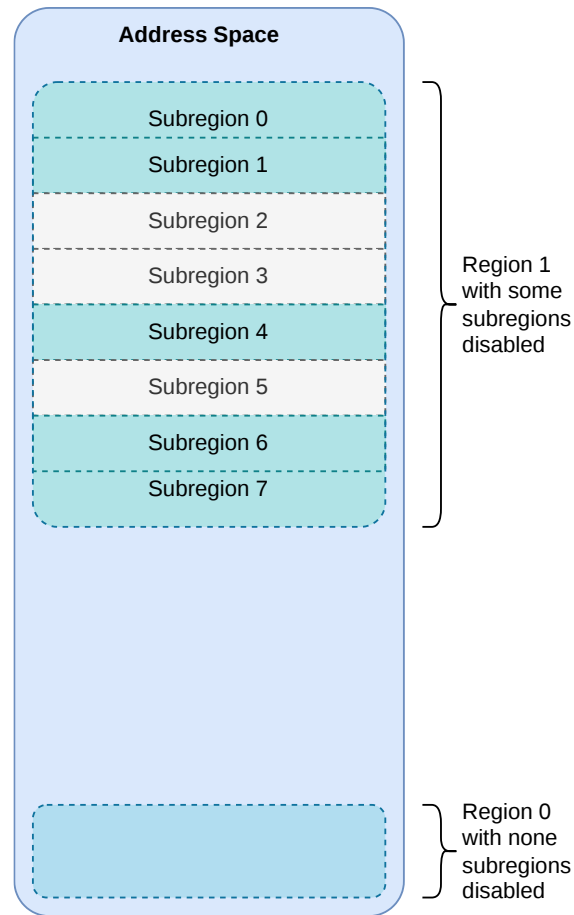 Address Space
Subregion 0
Subregion 1
Subregion 2
Subregion 3
Subregion 4
Subregion 5
Subregion 6
Subregion 7
Region 1
with some
subregions
disabled
Region 0
with none
subregions
disabled